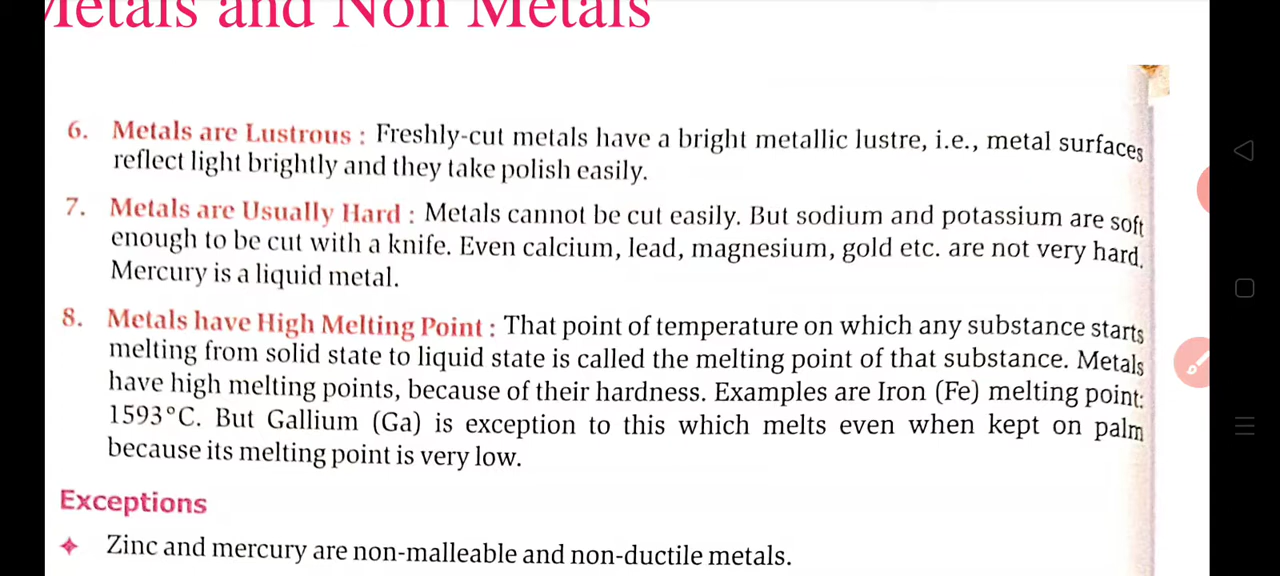 Metals and Non Metals
6. Metals are Lustrous : Freshly-cut metals have a bright metallic lustre, i.e., metal surfaces
reflect light brightly and they take polish easily.
7. Metals are Usually Hard : Metals cannot be cut easily. But sodium and potassium are soft
enough to be cut with a knife. Even calcium, lead, magnesium, gold etc. are not very hard.
Mercury is a liquid metal.
8. Metals have High Melting Point : That point of temperature on which any substance starts
melting from solid state to liquid state is called the melting point of that substance. Metals
have high melting points, because of their hardness. Examples are Iron (Fe) melting point:
1593°C. But Gallium (Ga) is exception to this which melts even when kept on palm
because its melting point is very low.
Exceptions
Zinc and mercury are non-malleable and non-ductile metals.